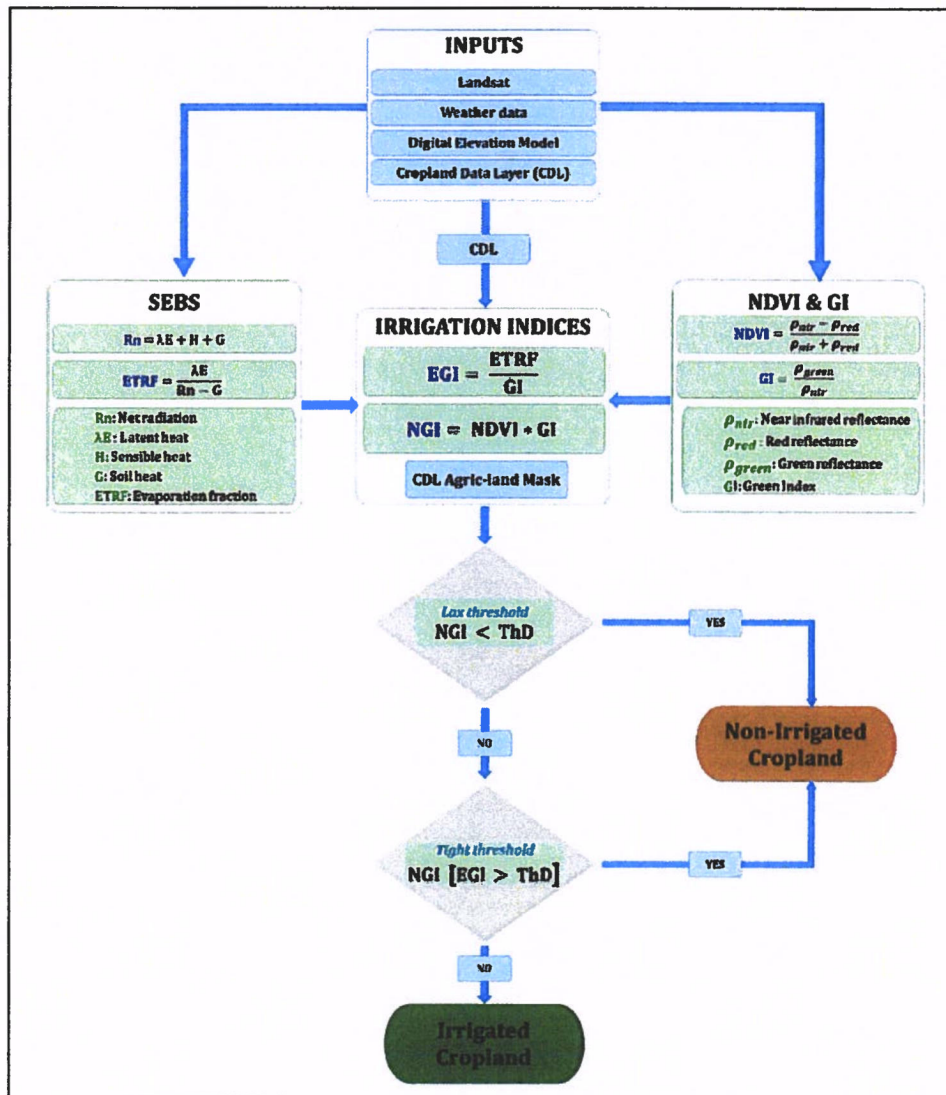 INPUTS
Landsat
Weather data
Digital Elevation Model
Cropland Data Layer (CDL)
CDL
SEBS
Rn = λE + H + G
ETRF = λE / Rn − G
Rn: Net radiation
λE: Latent heat
H: Sensible heat
G: Soil heat
ETRF: Evaporation fraction
IRRIGATION INDICES
EGI = ETRF / GI
NGI = NDVI * GI
CDL Agric-land Mask
NDVI & GI
NDVI = ρnir − ρred / ρnir + ρred
GI = ρgreen / ρnir
ρnir: Near infrared reflectance
ρred: Red reflectance
ρgreen: Green reflectance
GI: Green Index
Lax threshold
NGI < ThD
YES
NO
Non-Irrigated
Cropland
Tight threshold
NGI [EGI > ThD]
YES
NO
Irrigated
Cropland